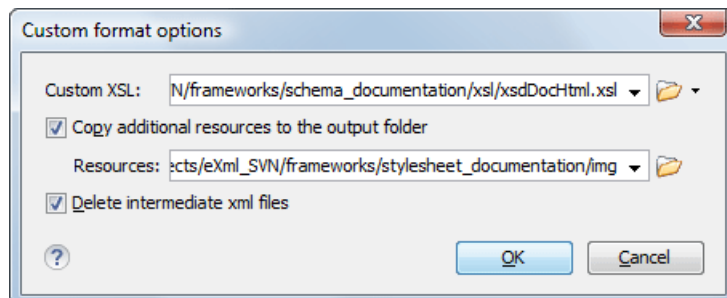 Custom format options
Custom XSL: N/frameworks/schema_documentation/xsl/xsdDocHtml.xsl
Copy additional resources to the output folder
Resources: ects/eXml_SVN/frameworks/stylesheet_documentation/img
Delete intermediate xml files
? OK Cancel